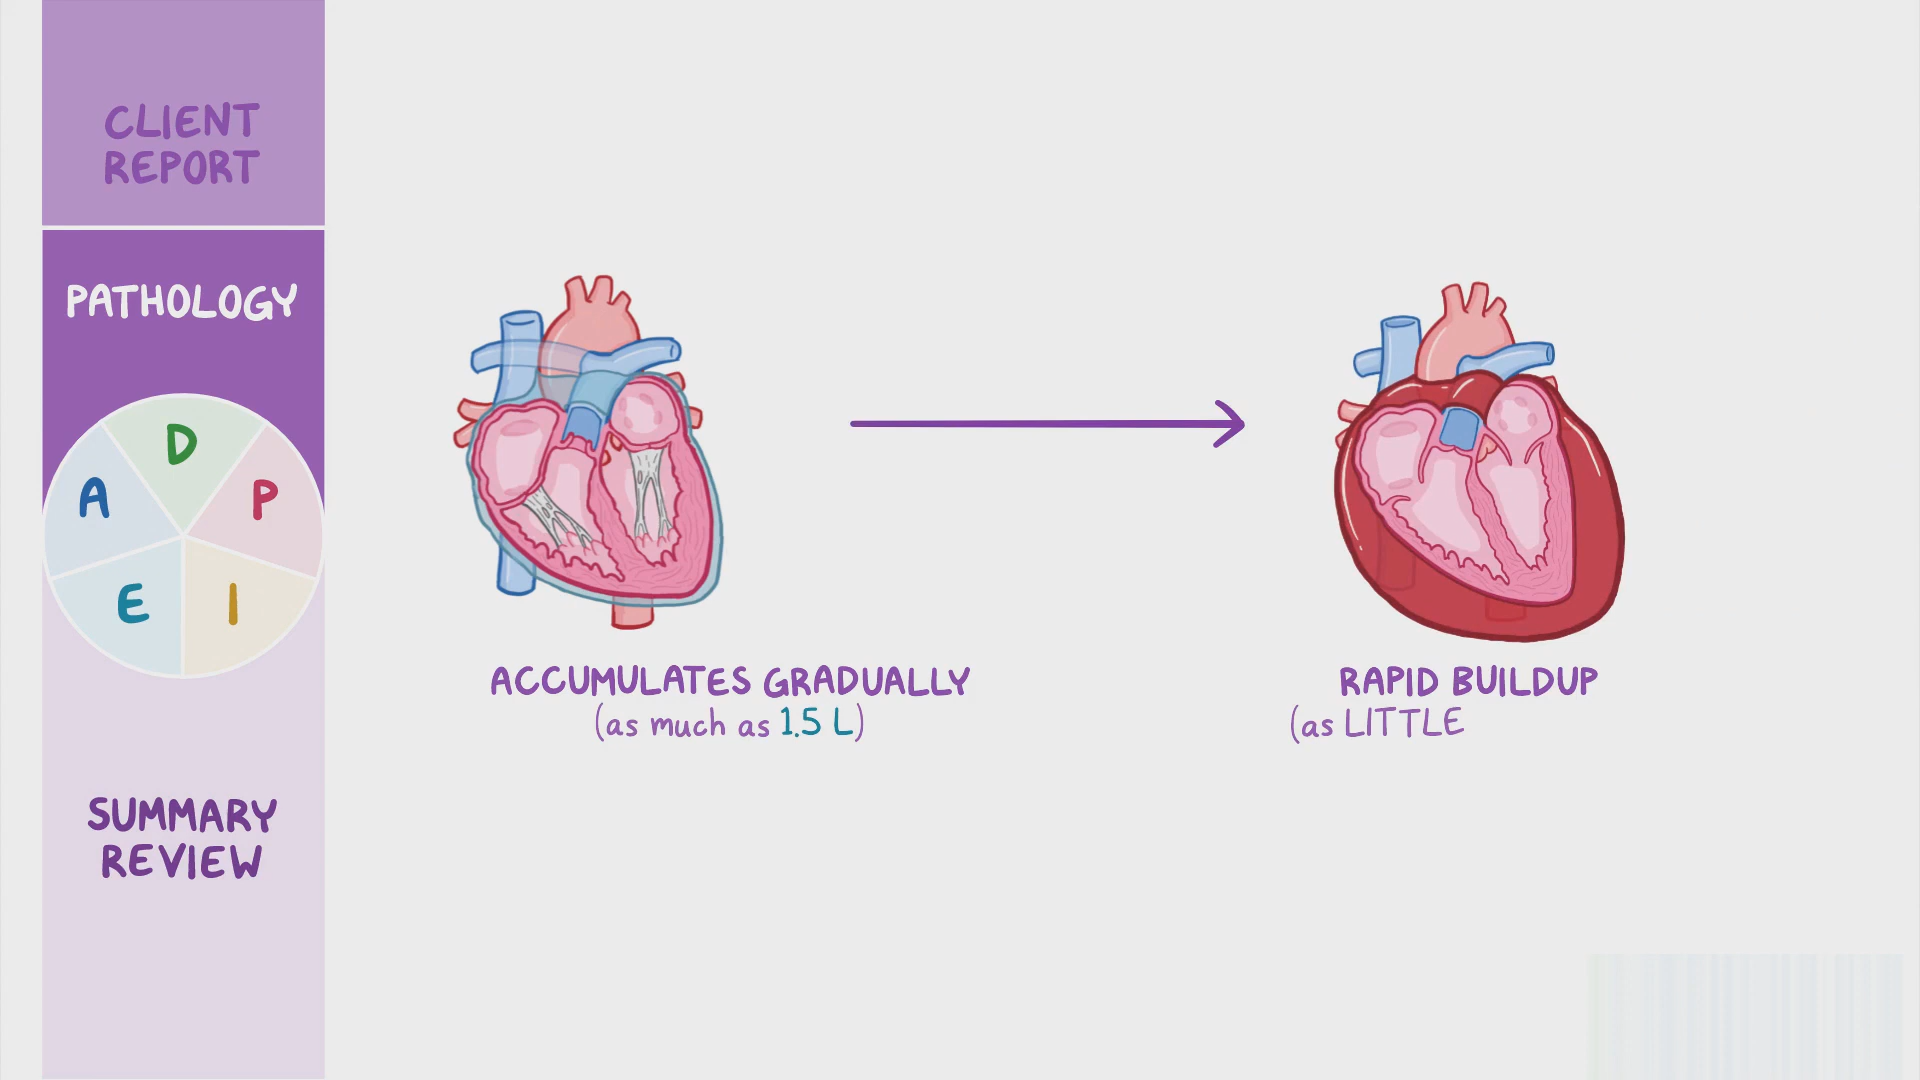 CLIENT
REPORT
PATHOLOGY
D
A
P
E
I
SUMMARY
REVIEW
ACCUMULATES GRADUALLY
(as much as 1.5 L)
RAPID BUILDUP
(as LITTLE